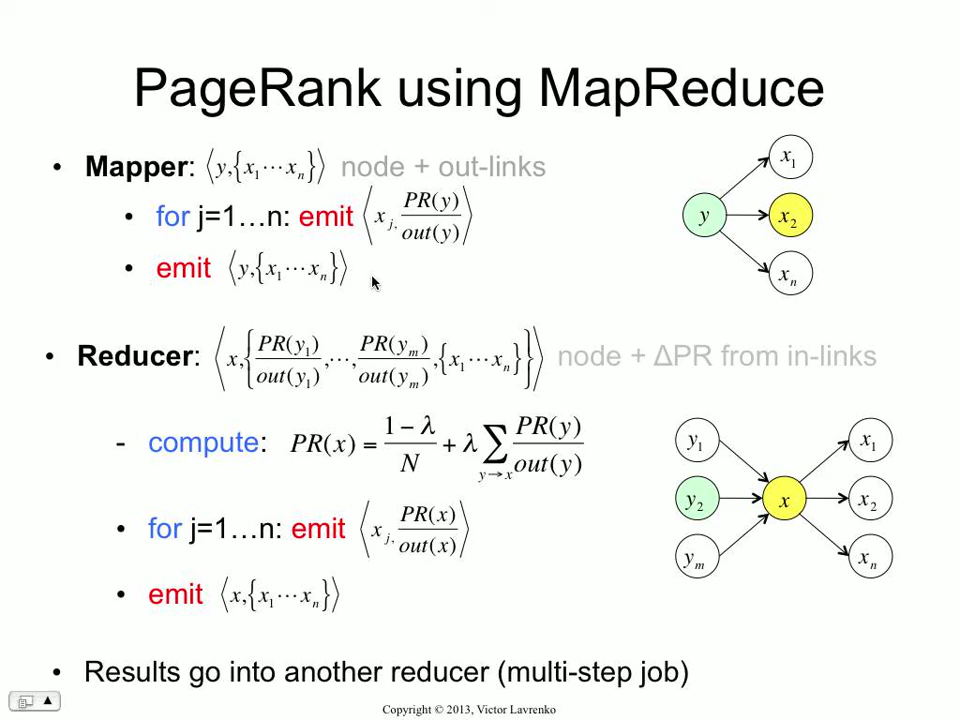 PageRank using MapReduce
• Mapper: ⟨y,{x₁⋯xₙ}⟩ node + out-links
• for j=1…n: emit ⟨xⱼ, PR(y)/out(y)⟩
• emit ⟨y,{x₁⋯xₙ}⟩
x₁
y x₂
xₙ
• Reducer: ⟨x,{PR(y₁)/out(y₁),⋯,PR(yₘ)/out(yₘ),{x₁⋯xₙ}}⟩ node + ΔPR from in-links
- compute: PR(x) = (1−λ)/N + λ∑_{y→x} PR(y)/out(y)
• for j=1…n: emit ⟨xⱼ, PR(x)/out(x)⟩
• emit ⟨x,{x₁⋯xₙ}⟩
y₁ x₁
y₂ x x₂
yₘ xₙ
• Results go into another reducer (multi-step job)
Copyright © 2013, Victor Lavrenko